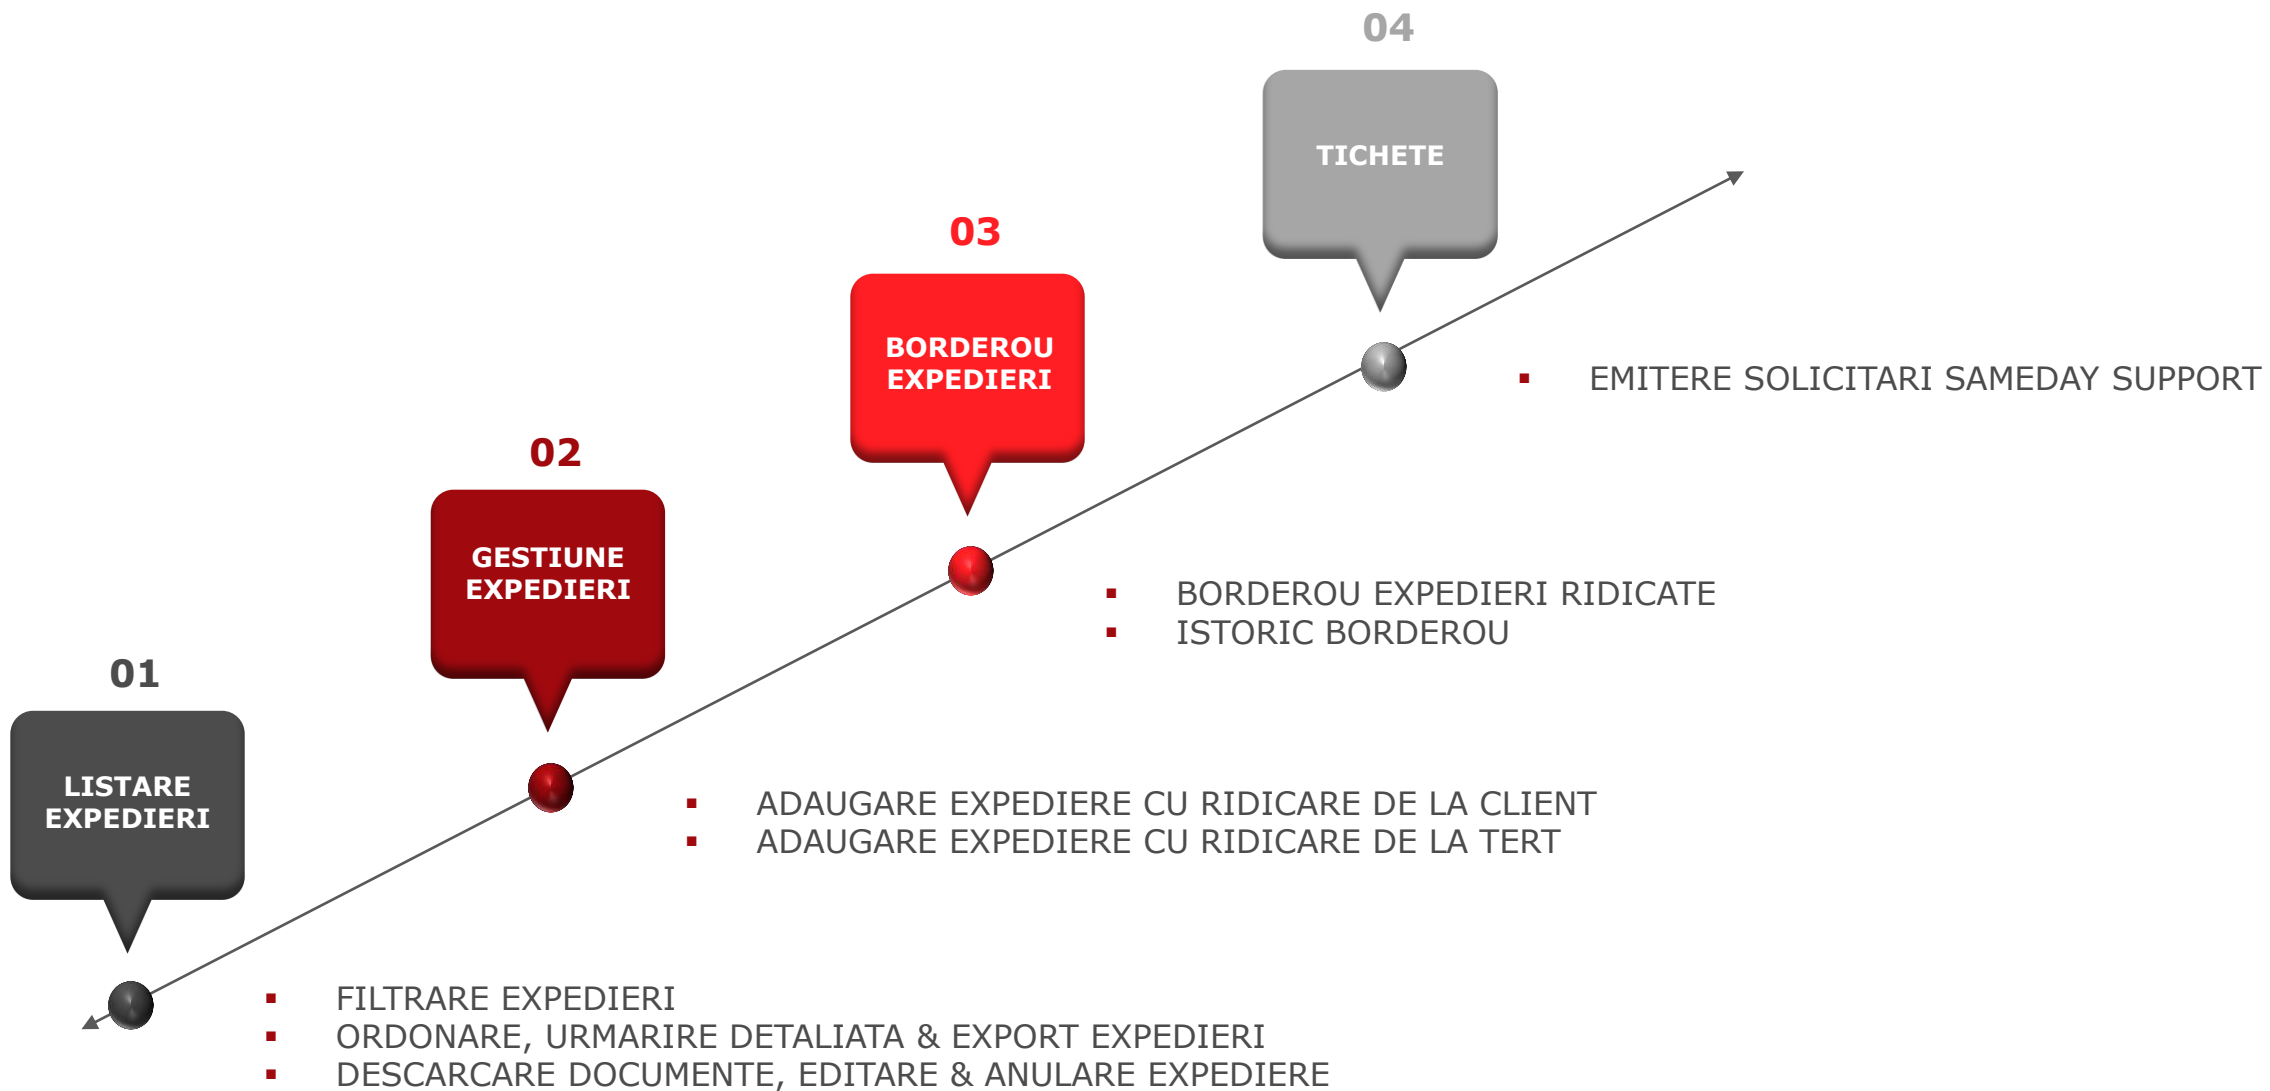 04
TICHETE
EMITERE SOLICITARI SAMEDAY SUPPORT
03
BORDEROU
EXPEDIERI
BORDEROU EXPEDIERI RIDICATE
ISTORIC BORDEROU
02
GESTIUNE
EXPEDIERI
ADAUGARE EXPEDIERE CU RIDICARE DE LA CLIENT
ADAUGARE EXPEDIERE CU RIDICARE DE LA TERT
01
LISTARE
EXPEDIERI
FILTRARE EXPEDIERI
ORDONARE, URMARIRE DETALIATA & EXPORT EXPEDIERI
DESCARCARE DOCUMENTE, EDITARE & ANULARE EXPEDIERE